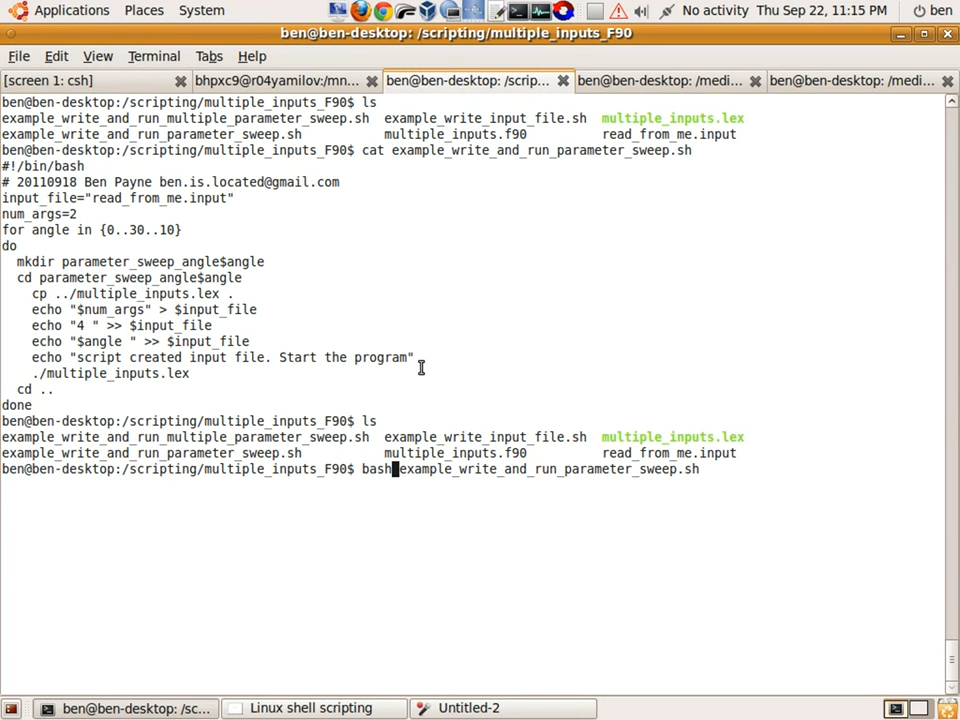 Applications Places System No activity Thu Sep 22, 11:15 PM ben
ben@ben-desktop: /scripting/multiple_inputs_F90
File Edit View Terminal Tabs Help
[screen 1: csh] bhpxc9@r04yamilov:/mn... ben@ben-desktop: /scrip... ben@ben-desktop: /medi... ben@ben-desktop: /medi...
ben@ben-desktop:/scripting/multiple_inputs_F90$ ls
example_write_and_run_multiple_parameter_sweep.sh example_write_input_file.sh multiple_inputs.lex
example_write_and_run_parameter_sweep.sh multiple_inputs.f90 read_from_me.input
ben@ben-desktop:/scripting/multiple_inputs_F90$ cat example_write_and_run_parameter_sweep.sh
#!/bin/bash
# 20110918 Ben Payne ben.is.located@gmail.com
input_file="read_from_me.input"
num_args=2
for angle in {0..30..10}
do
mkdir parameter_sweep_angle$angle
cd parameter_sweep_angle$angle
cp ../multiple_inputs.lex .
echo "$num_args" > $input_file
echo "4 " >> $input_file
echo "$angle " >> $input_file
echo "script created input file. Start the program"
./multiple_inputs.lex
cd ..
done
ben@ben-desktop:/scripting/multiple_inputs_F90$ ls
example_write_and_run_multiple_parameter_sweep.sh example_write_input_file.sh multiple_inputs.lex
example_write_and_run_parameter_sweep.sh multiple_inputs.f90 read_from_me.input
ben@ben-desktop:/scripting/multiple_inputs_F90$ bash example_write_and_run_parameter_sweep.sh
ben@ben-desktop: /sc... Linux shell scripting Untitled-2